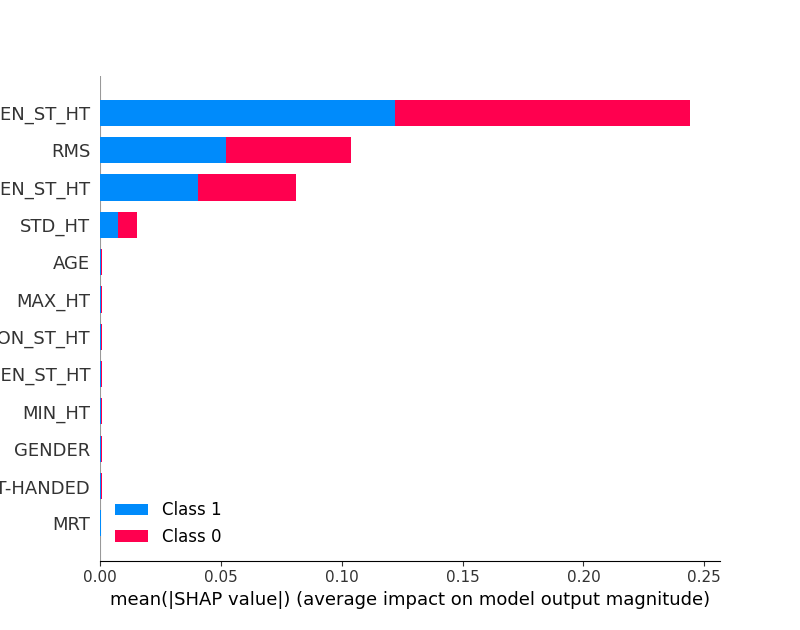 EN_ST_HT
RMS
EN_ST_HT
STD_HT
AGE
MAX_HT
ON_ST_HT
EN_ST_HT
MIN_HT
GENDER
T-HANDED
MRT
Class 1
Class 0
0.00 0.05 0.10 0.15 0.20 0.25
mean(|SHAP value|) (average impact on model output magnitude)